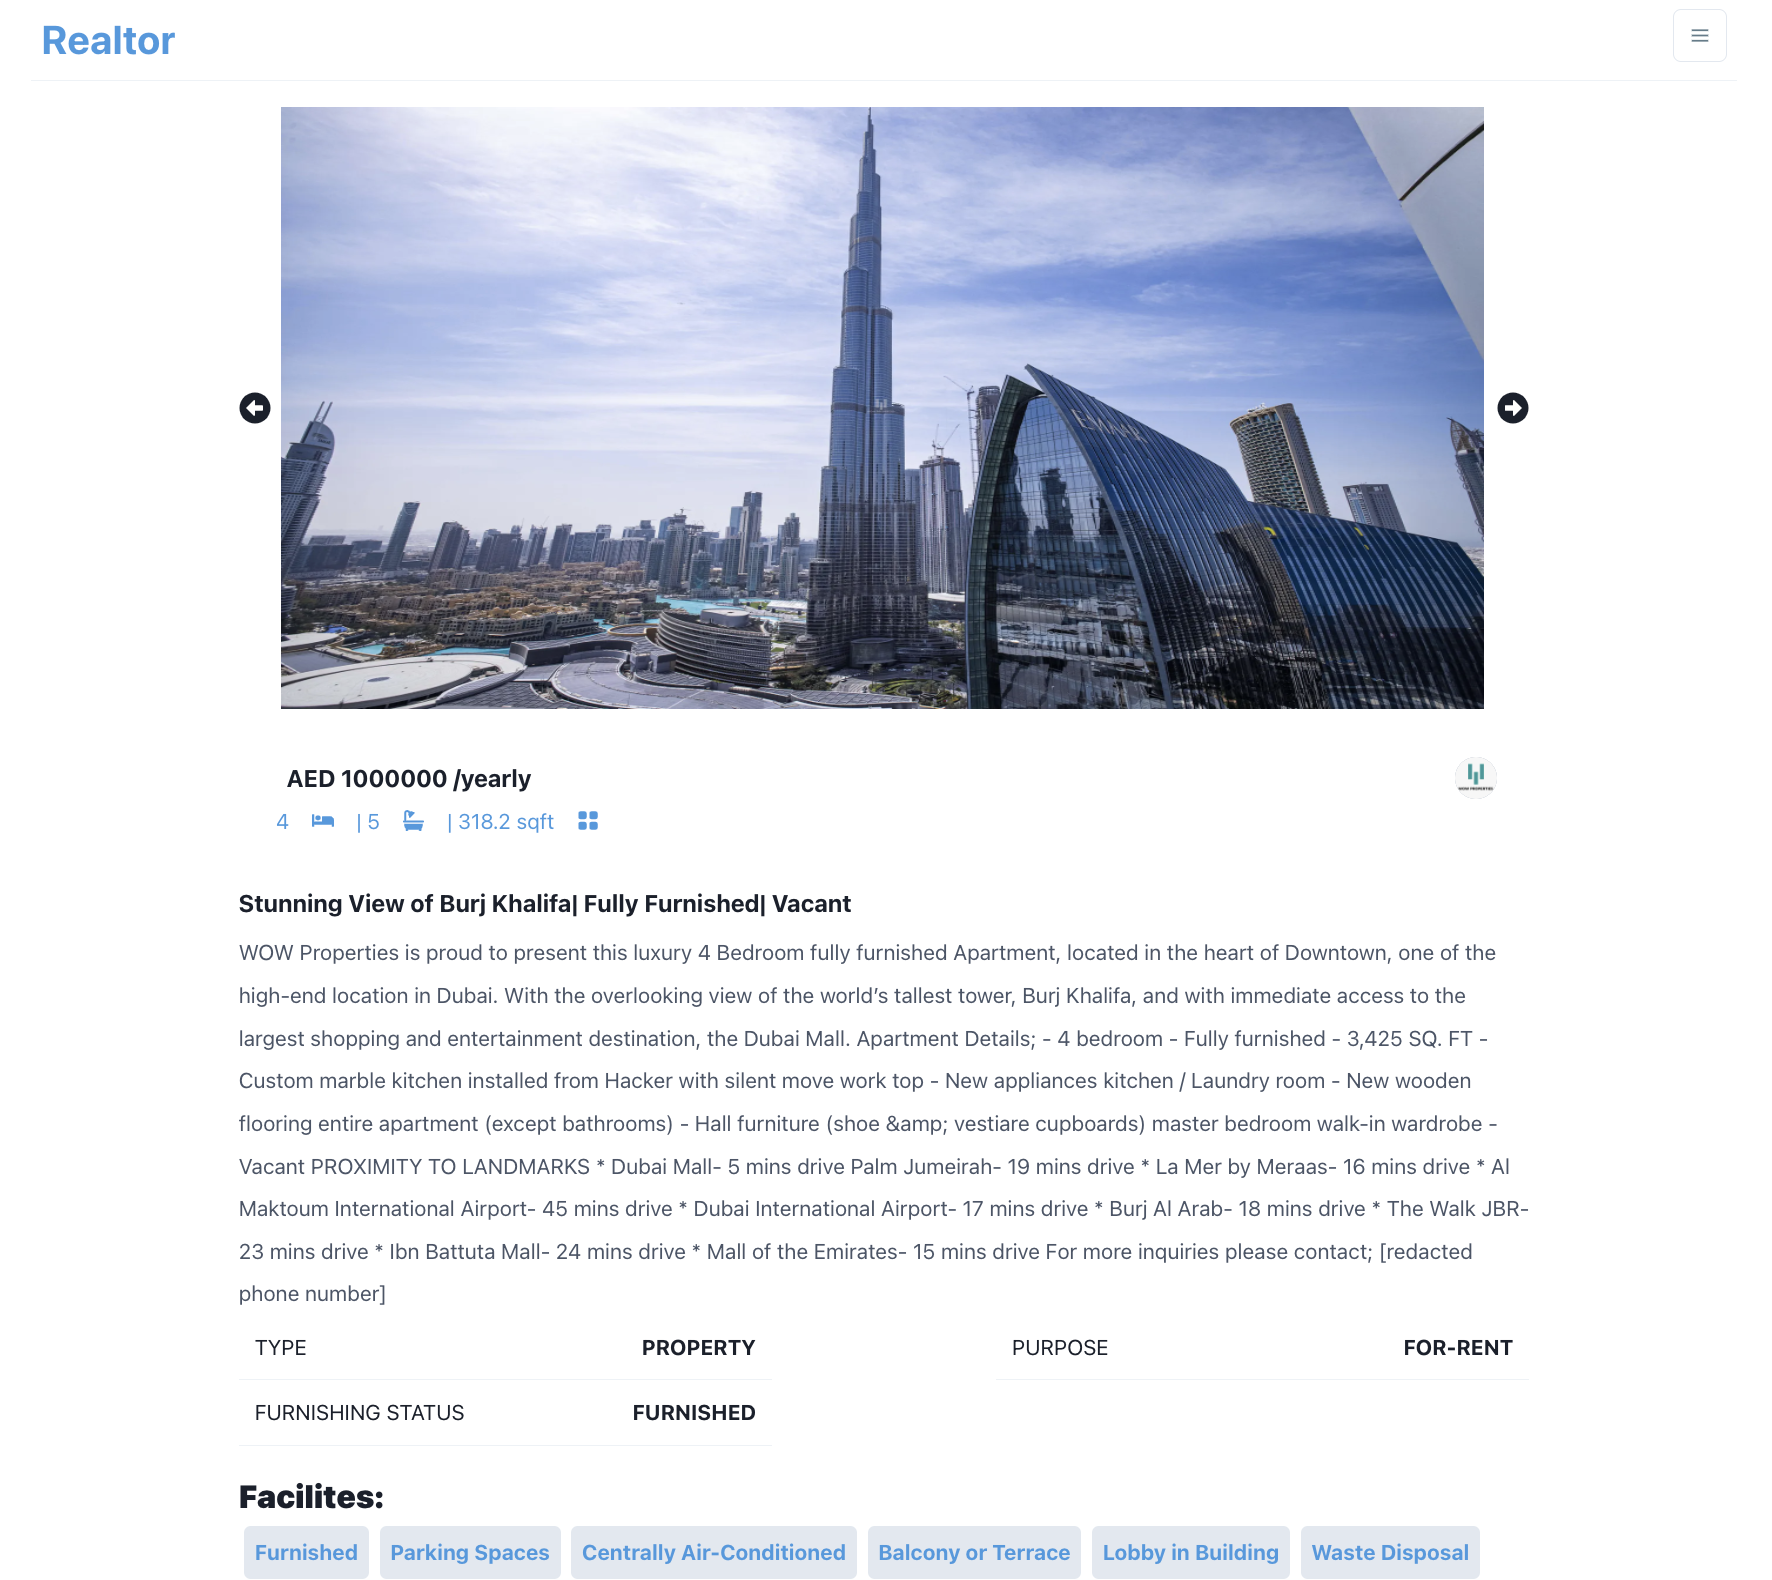 Realtor
EMAAR
AED 1000000 /yearly
WOW PROPERTIES
4 | 5 | 318.2 sqft
Stunning View of Burj Khalifa| Fully Furnished| Vacant
WOW Properties is proud to present this luxury 4 Bedroom fully furnished Apartment, located in the heart of Downtown, one of the
high-end location in Dubai. With the overlooking view of the world’s tallest tower, Burj Khalifa, and with immediate access to the
largest shopping and entertainment destination, the Dubai Mall. Apartment Details; - 4 bedroom - Fully furnished - 3,425 SQ. FT -
Custom marble kitchen installed from Hacker with silent move work top - New appliances kitchen / Laundry room - New wooden
flooring entire apartment (except bathrooms) - Hall furniture (shoe &amp; vestiare cupboards) master bedroom walk-in wardrobe -
Vacant PROXIMITY TO LANDMARKS * Dubai Mall- 5 mins drive Palm Jumeirah- 19 mins drive * La Mer by Meraas- 16 mins drive * Al
Maktoum International Airport- 45 mins drive * Dubai International Airport- 17 mins drive * Burj Al Arab- 18 mins drive * The Walk JBR-
23 mins drive * Ibn Battuta Mall- 24 mins drive * Mall of the Emirates- 15 mins drive For more inquiries please contact; [redacted
phone number]
TYPE PROPERTY PURPOSE FOR-RENT
FURNISHING STATUS FURNISHED
Facilites:
Furnished Parking Spaces Centrally Air-Conditioned Balcony or Terrace Lobby in Building Waste Disposal